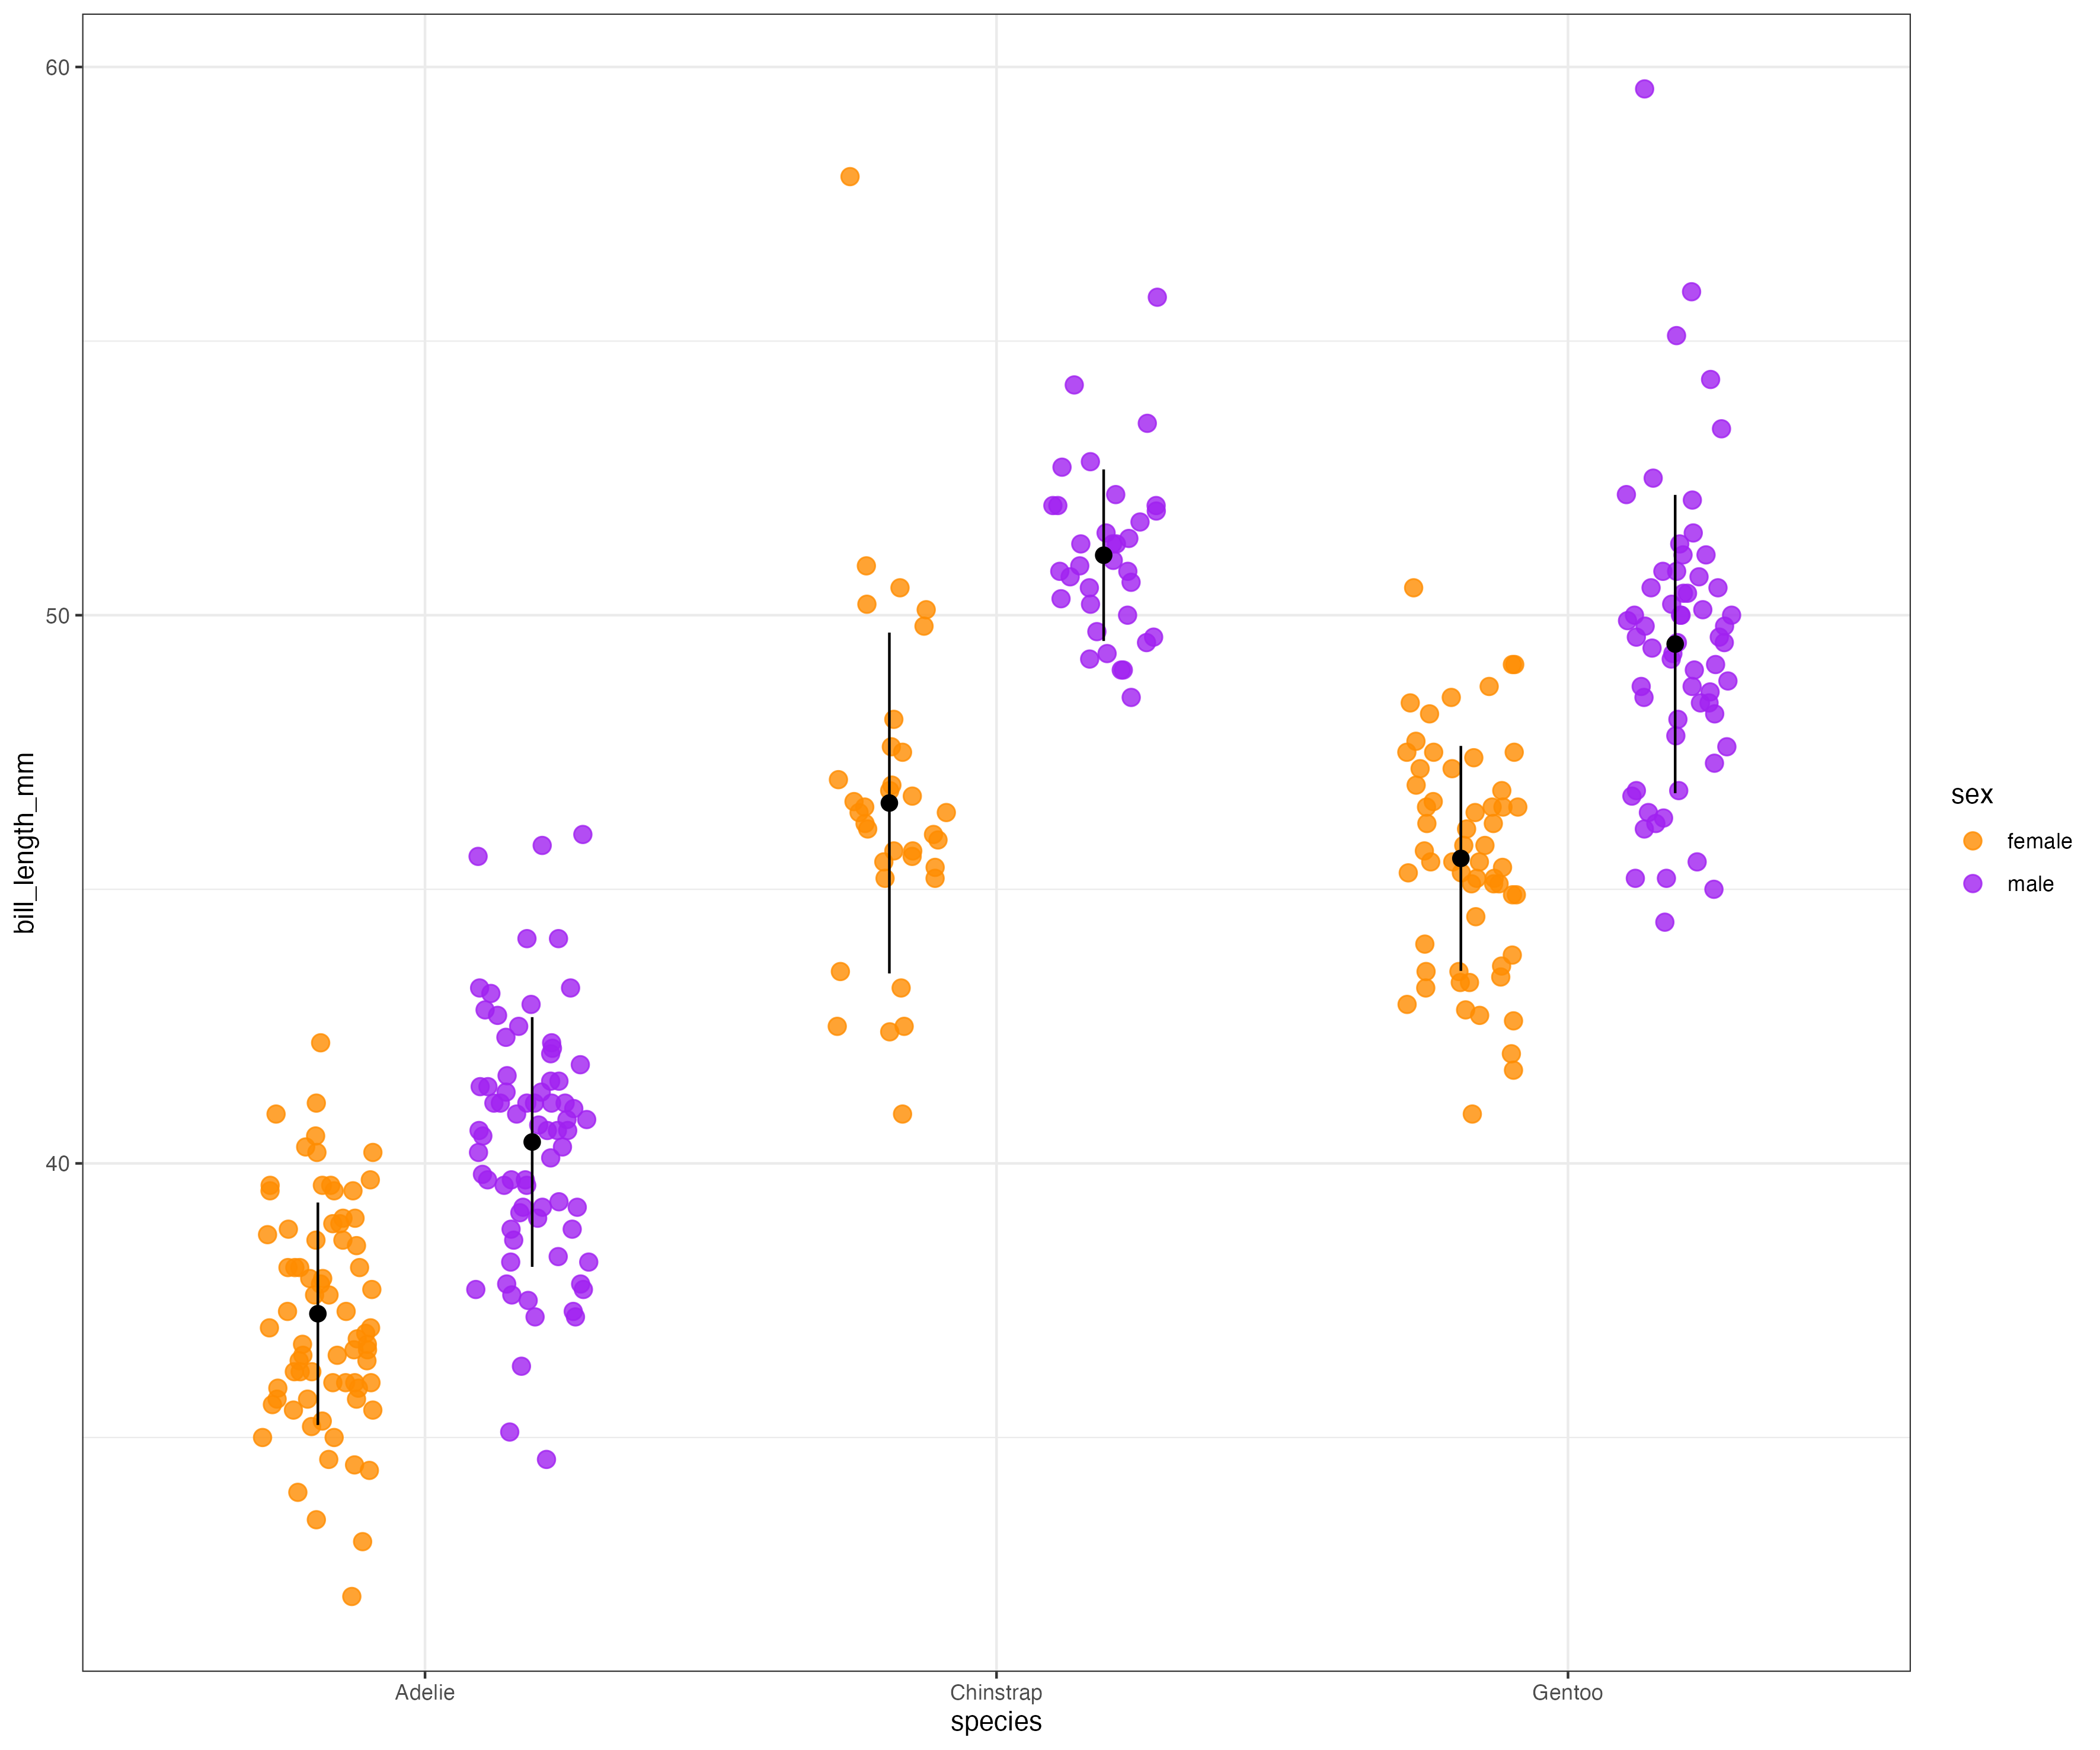 60
50
40
bill_length_mm
Adelie
Chinstrap
Gentoo
species
sex
female
male